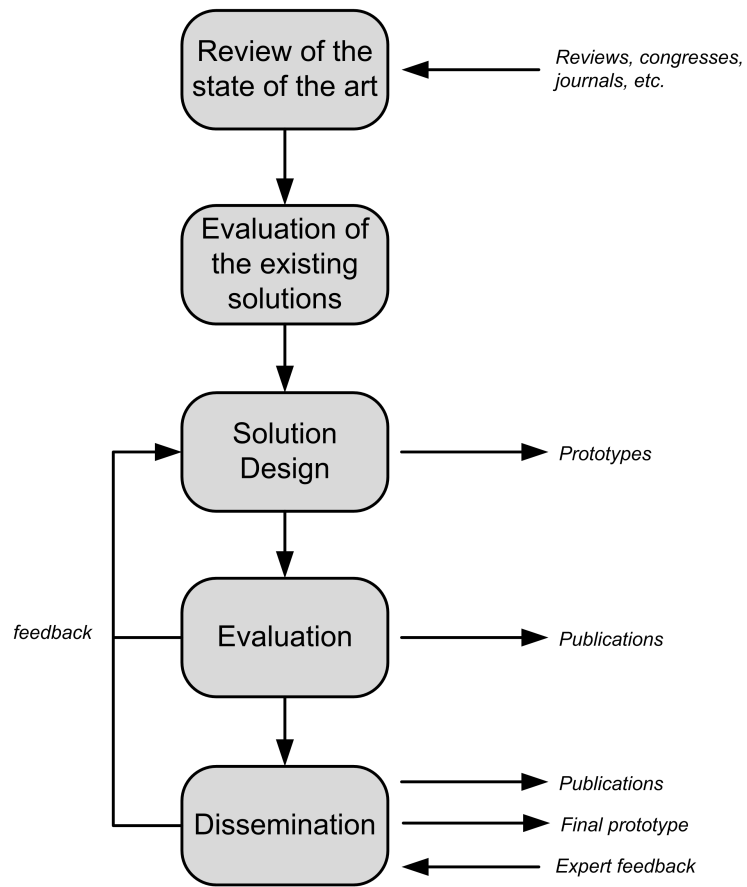 Review of the
state of the art
Reviews, congresses,
journals, etc.
Evaluation of
the existing
solutions
Solution
Design
Prototypes
feedback
Evaluation
Publications
Dissemination
Publications
Final prototype
Expert feedback